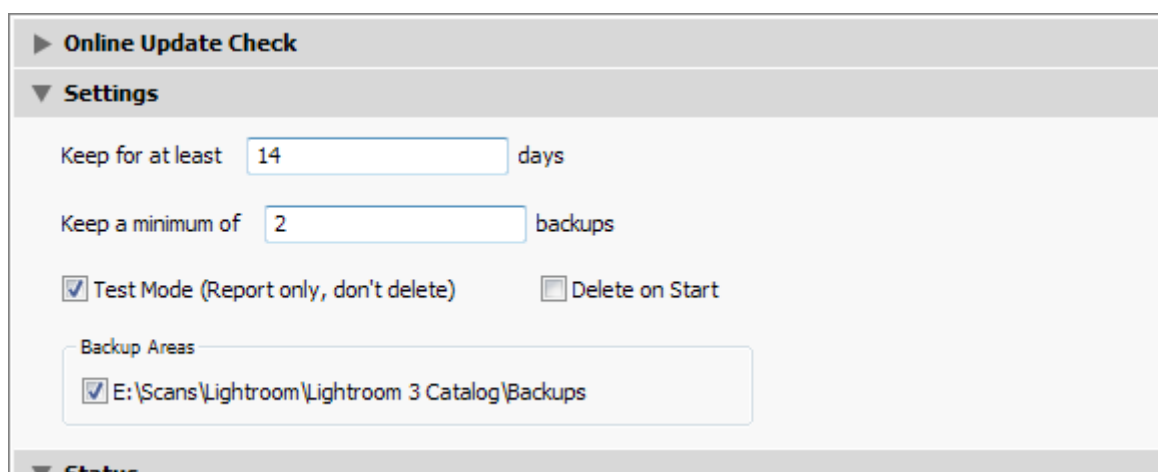 Online Update Check
Settings
Keep for at least 14 days
Keep a minimum of 2 backups
Test Mode (Report only, don't delete) Delete on Start
Backup Areas
E:\Scans\Lightroom\Lightroom 3 Catalog\Backups
Status